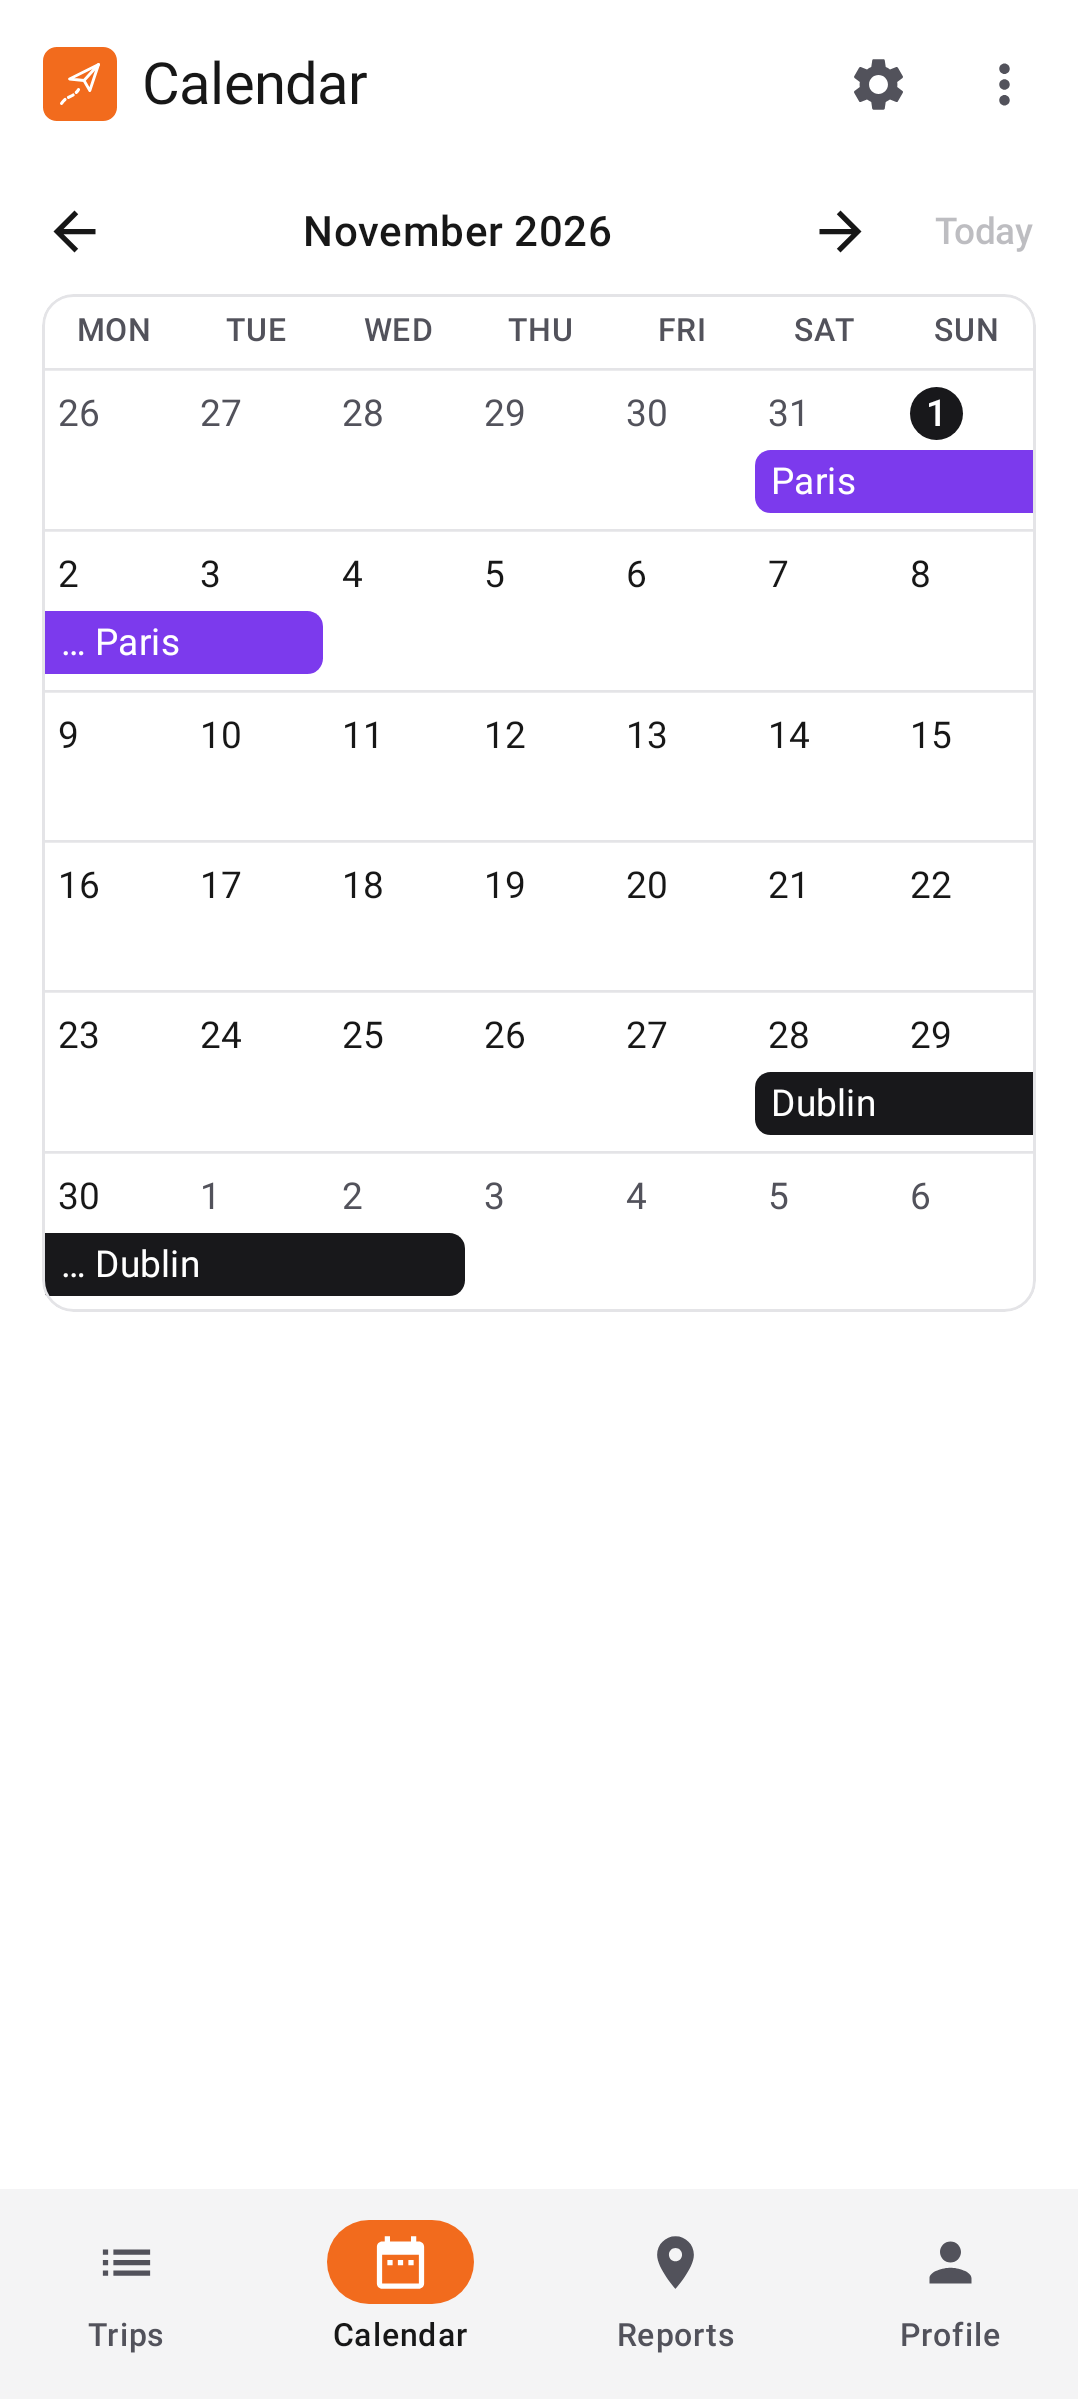 Calendar
November 2026 Today
MON TUE WED THU FRI SAT SUN
26 27 28 29 30 31 1
Paris
2 3 4 5 6 7 8
... Paris
9 10 11 12 13 14 15
16 17 18 19 20 21 22
23 24 25 26 27 28 29
Dublin
30 1 2 3 4 5 6
... Dublin
Trips Calendar Reports Profile